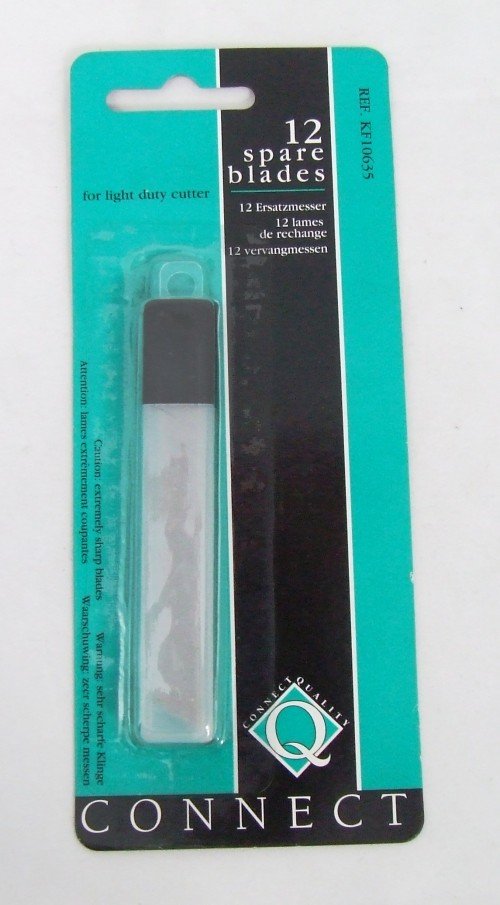 12
spare
blades
REF. KF10635
for light duty cutter
12 Ersatzmesser
12 lames
de rechange
12 vervangmessen
Caution: extremely sharp blades
Warnung: sehr scharfe Klinge
Attention: lames extremement coupantes
Waarschuwing: zeer scherpe messen
CONNECT QUALITY
Q
CONNECT